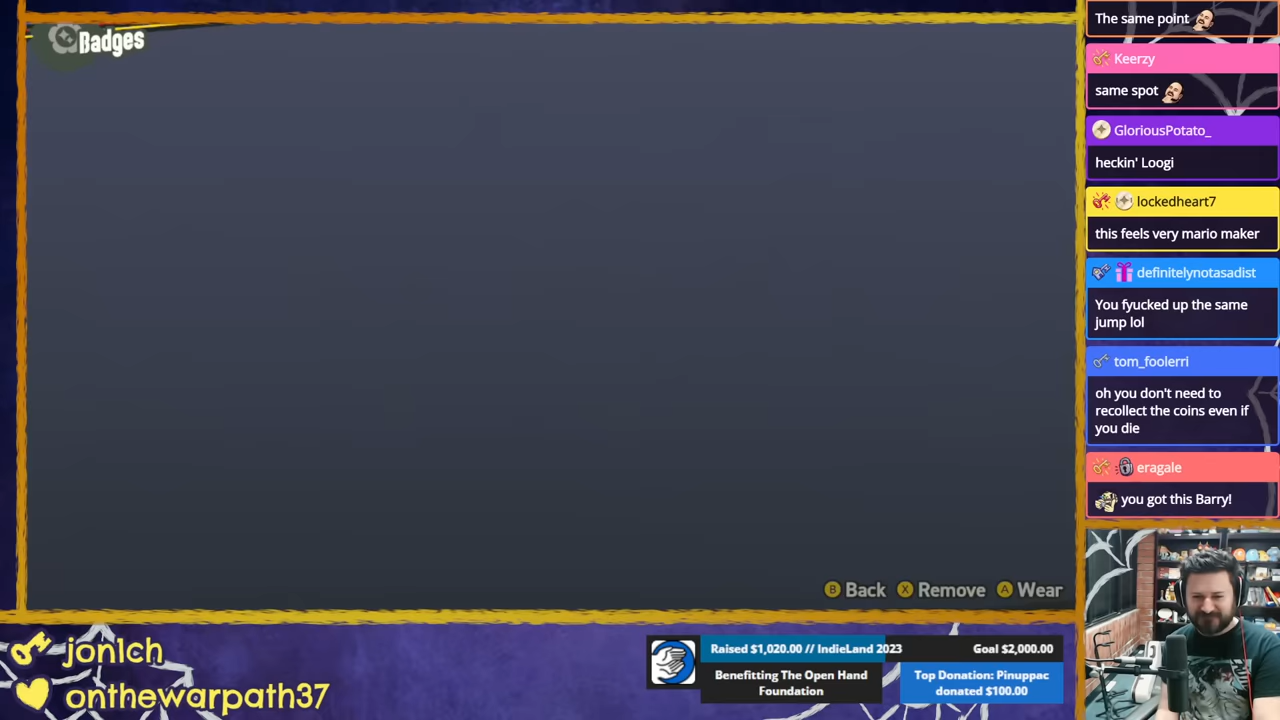 Badges
Back
Remove
Wear
B
X
A
The same point
Keerzy
same spot
GloriousPotato_
heckin' Loogi
lockedheart7
this feels very mario maker
definitelynotasadist
You fyucked up the same
jump lol
tom_foolerri
oh you don't need to
recollect the coins even if
you die
eragale
you got this Barry!
jon1ch
onthewarpath37
Raised $1,020.00 // IndieLand 2023
Goal $2,000.00
Benefitting The Open Hand
Foundation
Top Donation: Pinuppac
donated $100.00